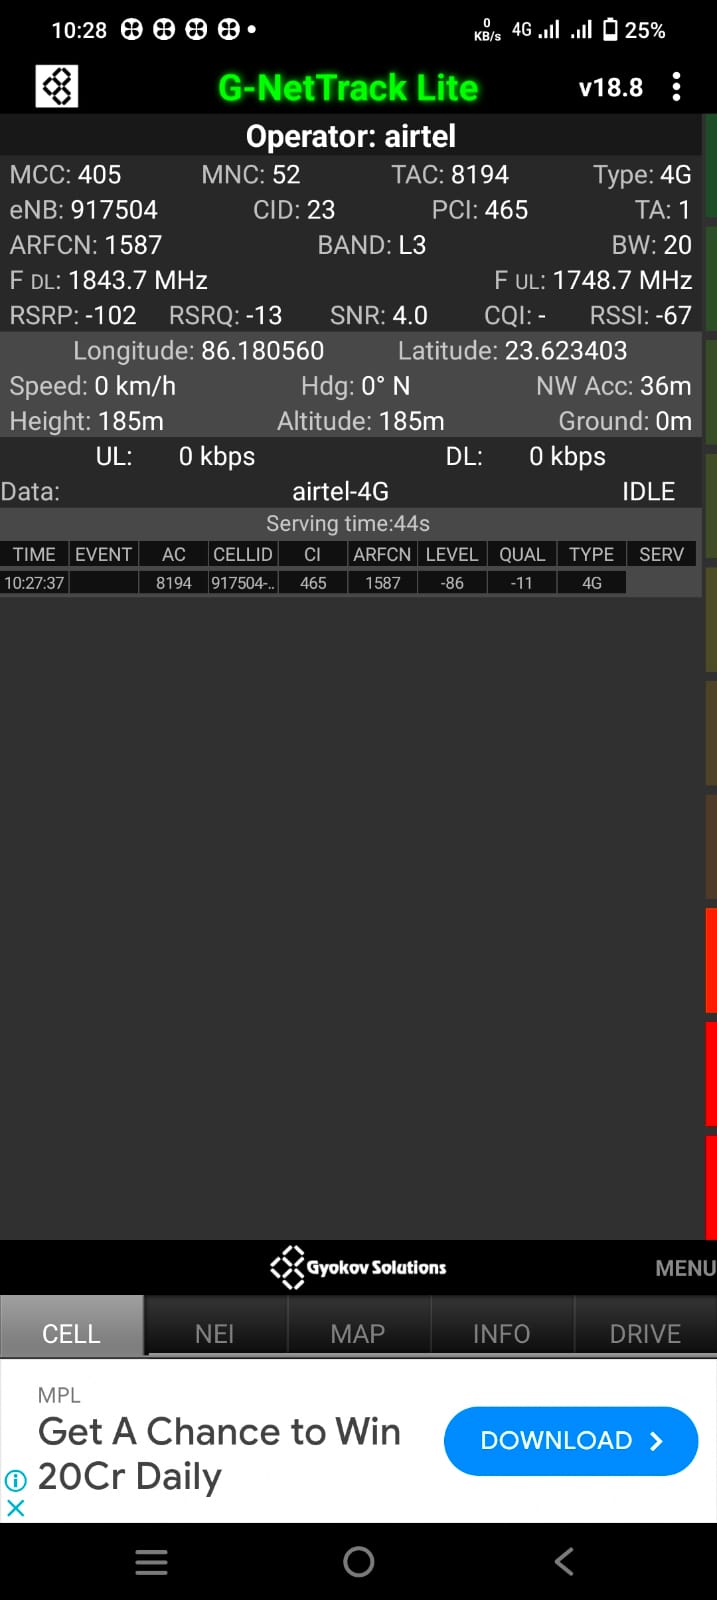 10:28 0 KB/s 4G 25%
G-NetTrack Lite v18.8
Operator: airtel
MCC: 405 MNC: 52 TAC: 8194 Type: 4G
eNB: 917504 CID: 23 PCI: 465 TA: 1
ARFCN: 1587 BAND: L3 BW: 20
F DL: 1843.7 MHz F UL: 1748.7 MHz
RSRP: -102 RSRQ: -13 SNR: 4.0 CQI: - RSSI: -67
Longitude: 86.180560 Latitude: 23.623403
Speed: 0 km/h Hdg: 0° N NW Acc: 36m
Height: 185m Altitude: 185m Ground: 0m
UL: 0 kbps DL: 0 kbps
Data: airtel-4G IDLE
Serving time:44s
TIME EVENT AC CELLID CI ARFCN LEVEL QUAL TYPE SERV
10:27:37 8194 917504-.. 465 1587 -86 -11 4G
Gyokov Solutions MENU
CELL NEI MAP INFO DRIVE
MPL
Get A Chance to Win
20Cr Daily
DOWNLOAD